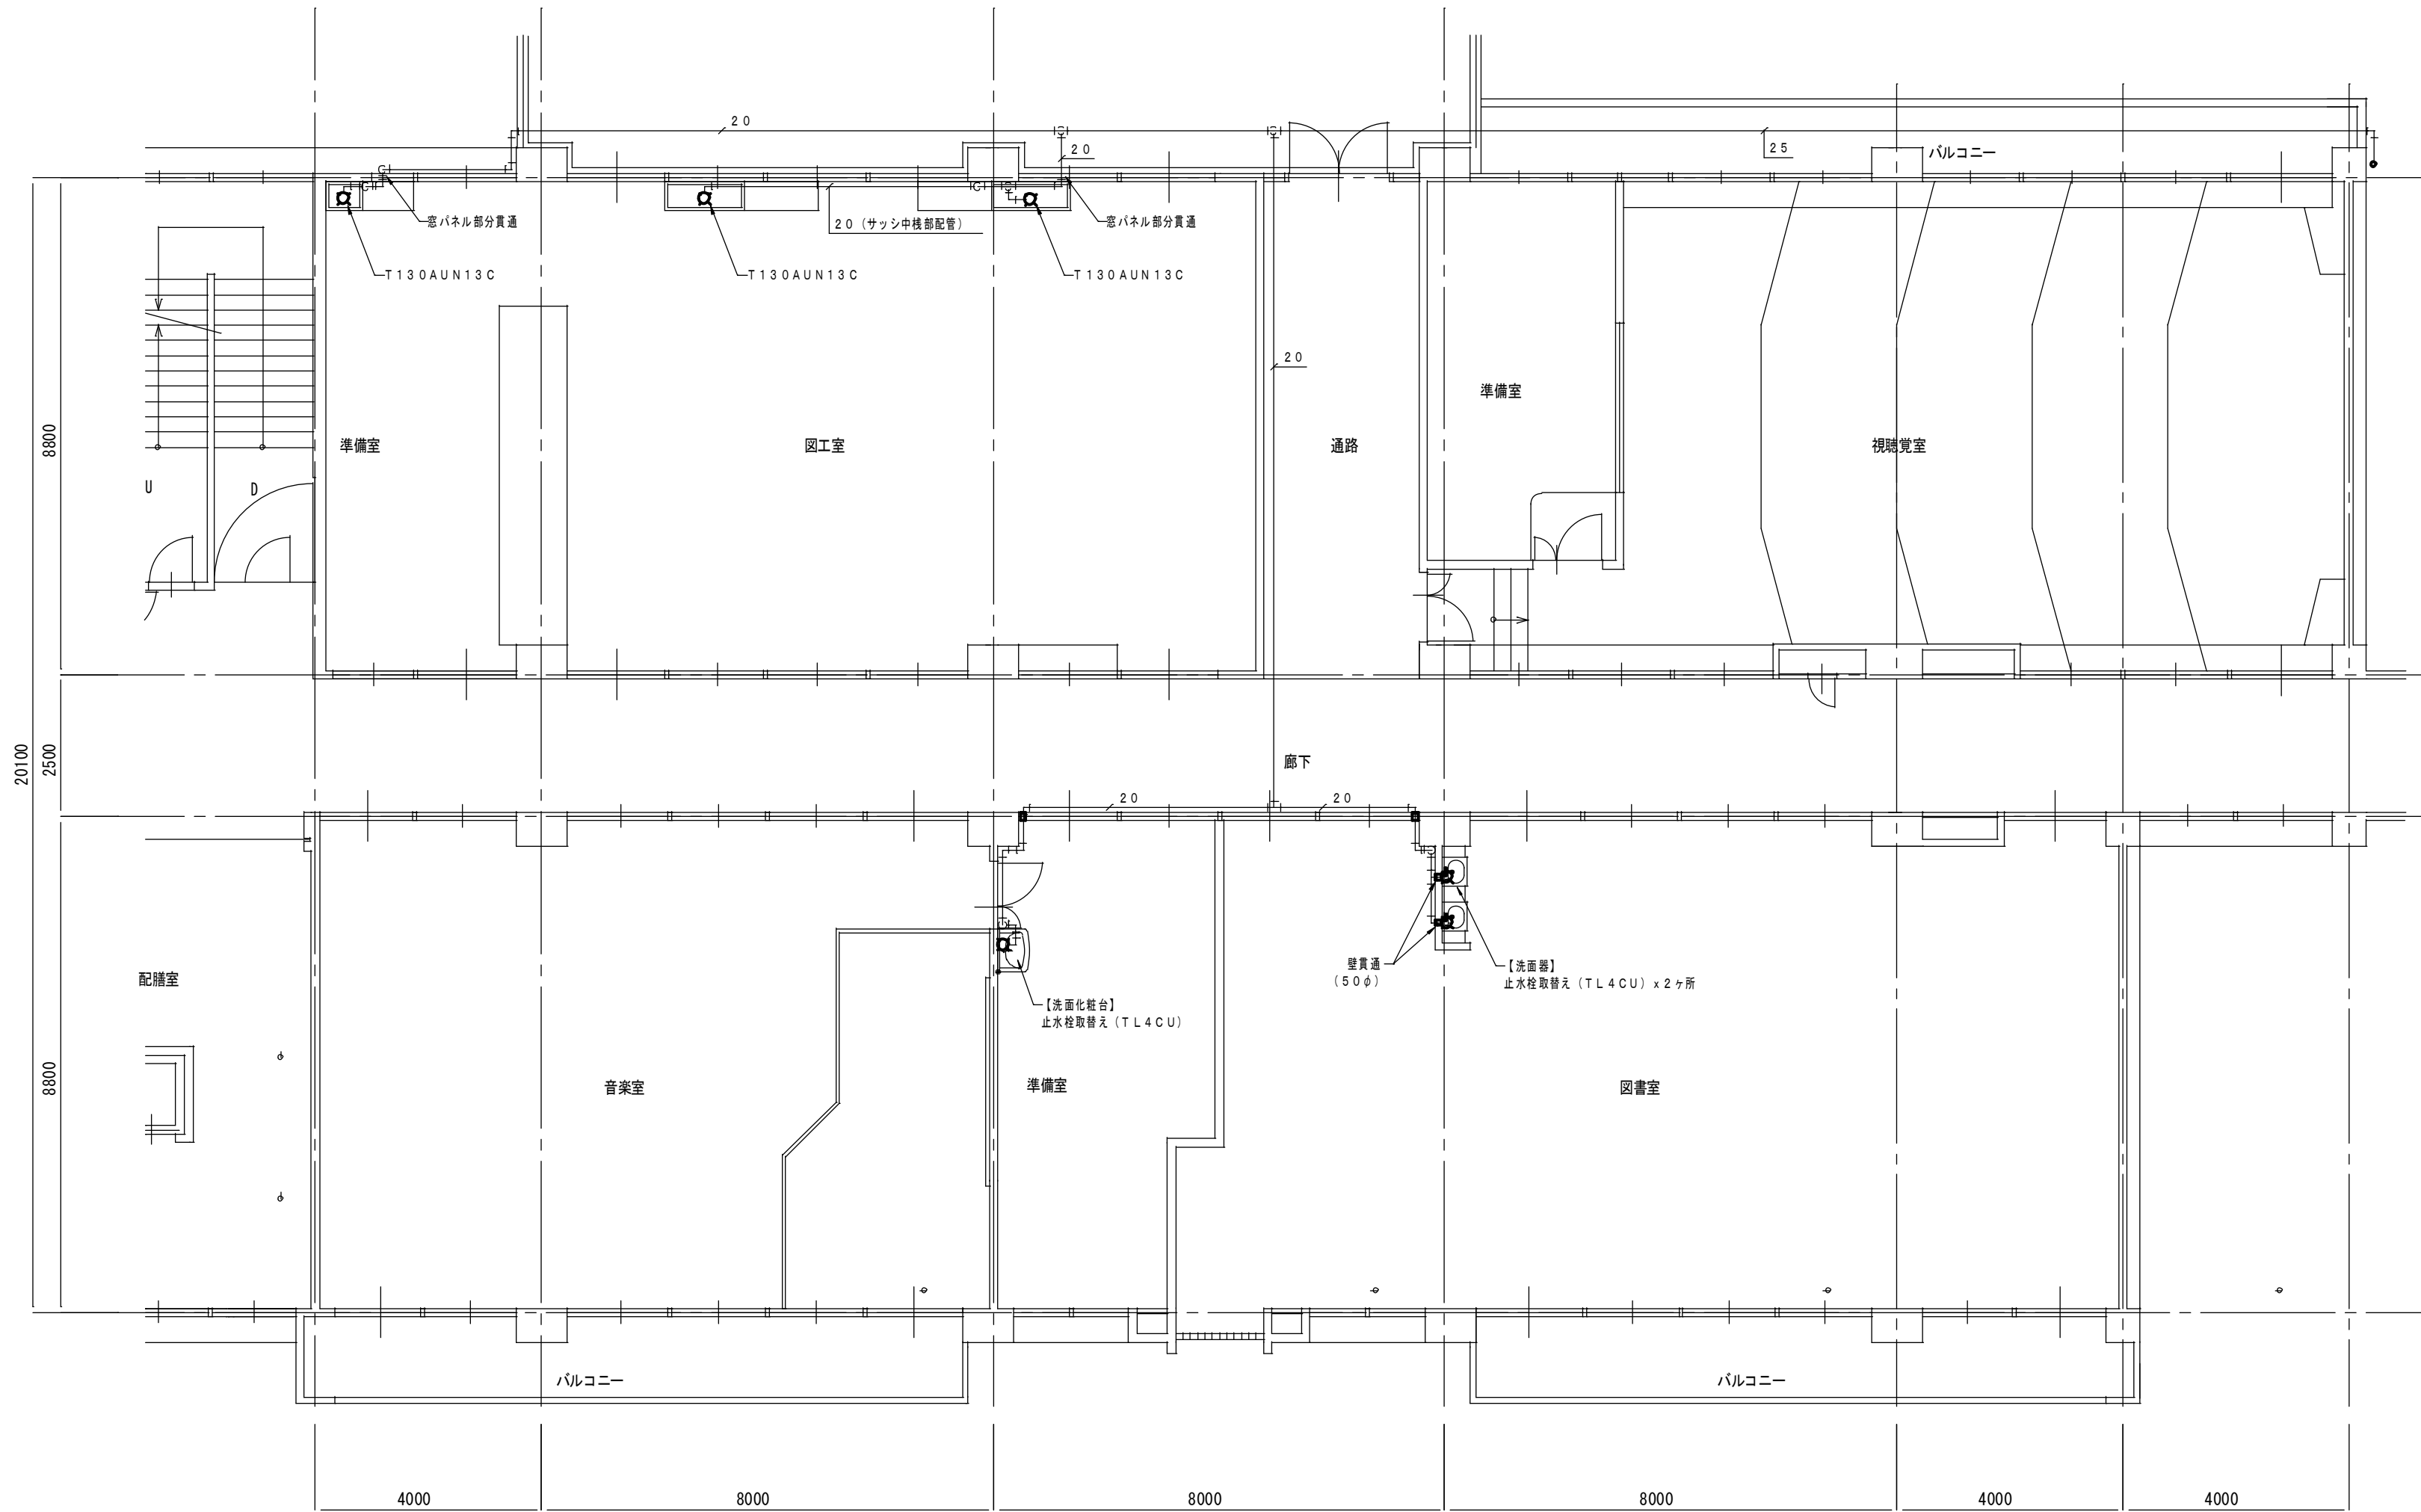 20
20
25
バルコニー
窓パネル部分貫通
20（サッシ中桟部配管）
窓パネル部分貫通
T130AUN13C
T130AUN13C
T130AUN13C
20
準備室
8800
準備室
図工室
通路
視聴覚室
U
D
20100
2500
廊下
20
20
壁貫通
（50φ）
【洗面器】
止水栓取替え（TL4CU）x2ヶ所
配膳室
【洗面化粧台】
止水栓取替え（TL4CU）
8800
音楽室
準備室
図書室
バルコニー
バルコニー
4000
8000
8000
8000
4000
4000